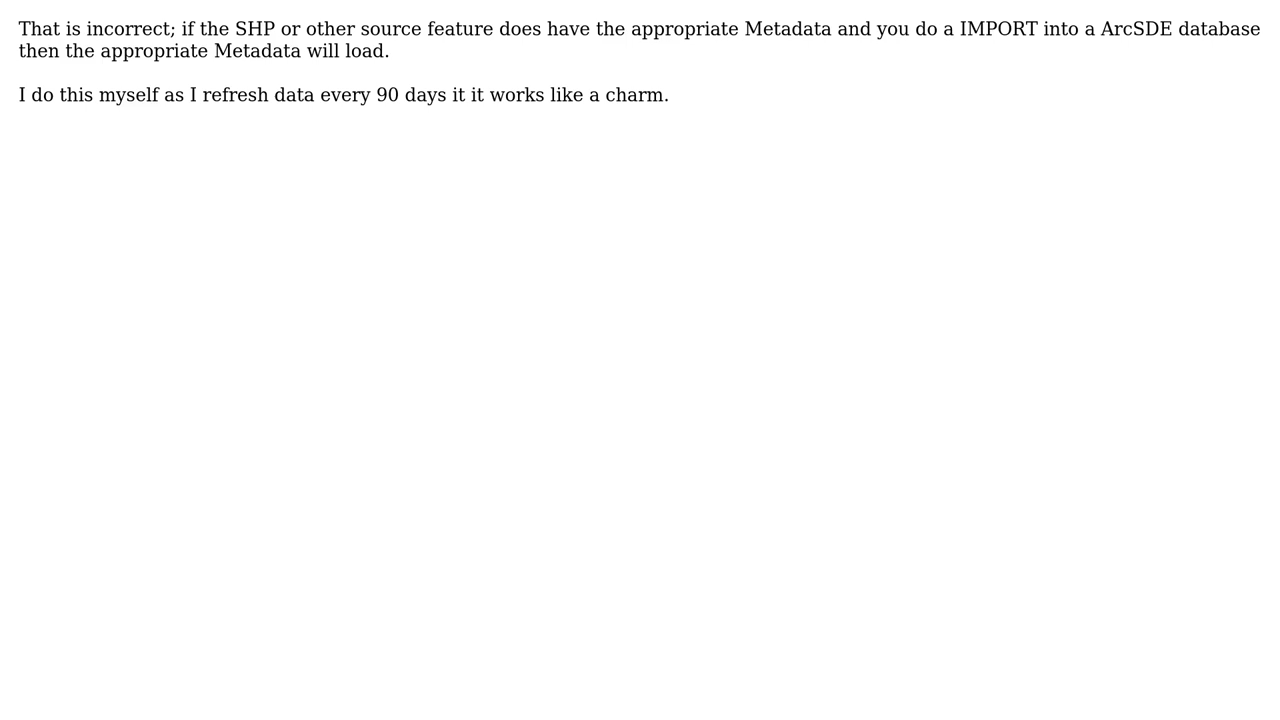 That is incorrect; if the SHP or other source feature does have the appropriate Metadata and you do a IMPORT into a ArcSDE database
then the appropriate Metadata will load.
I do this myself as I refresh data every 90 days it it works like a charm.